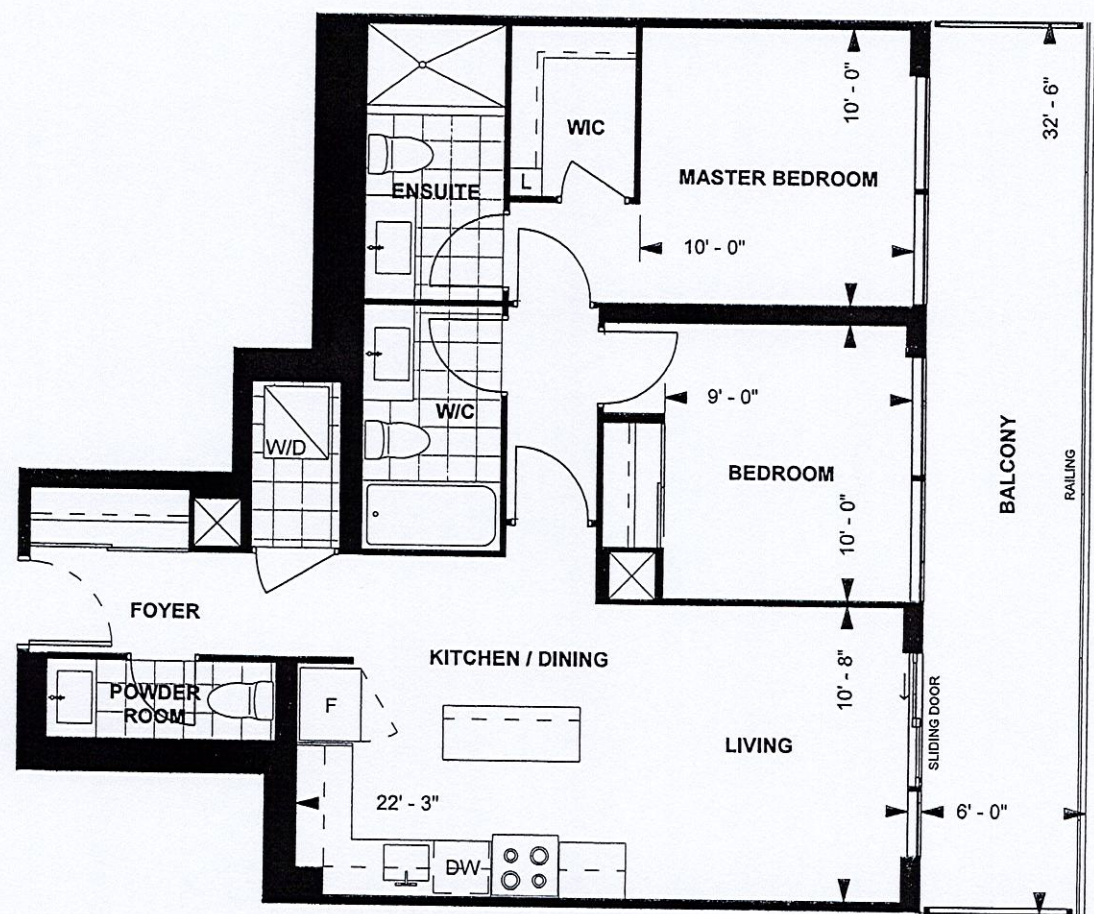 10' - 0"
32' - 6"
WIC
MASTER BEDROOM
ENSUITE
L
10' - 0"
W/C
9' - 0"
W/D
BEDROOM
BALCONY
RAILING
10' - 0"
FOYER
KITCHEN / DINING
10' - 8"
POWDER
ROOM
F
LIVING
SLIDING DOOR
22' - 3"
6' - 0"
DW